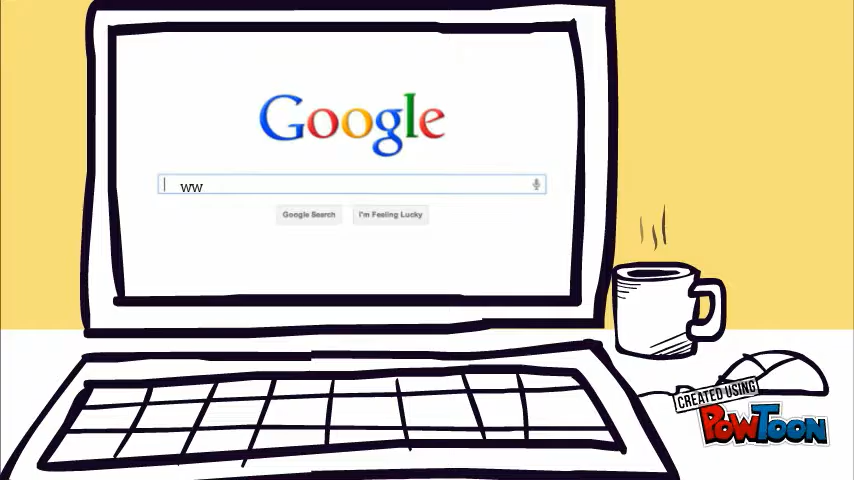 Google
ww
Google Search
I'm Feeling Lucky
CREATED USING
POWTOON